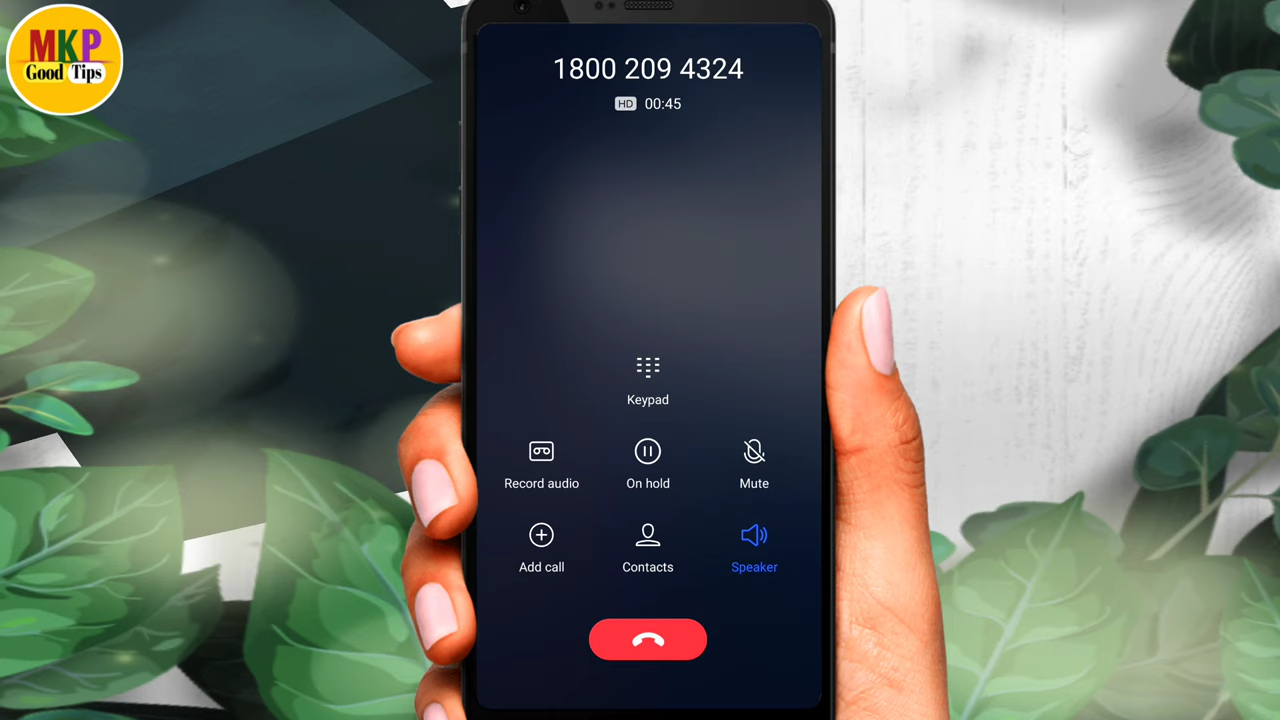 MKP
Good Tips
1800 209 4324
HD 00:45
Keypad
Record audio
On hold
Mute
Add call
Contacts
Speaker